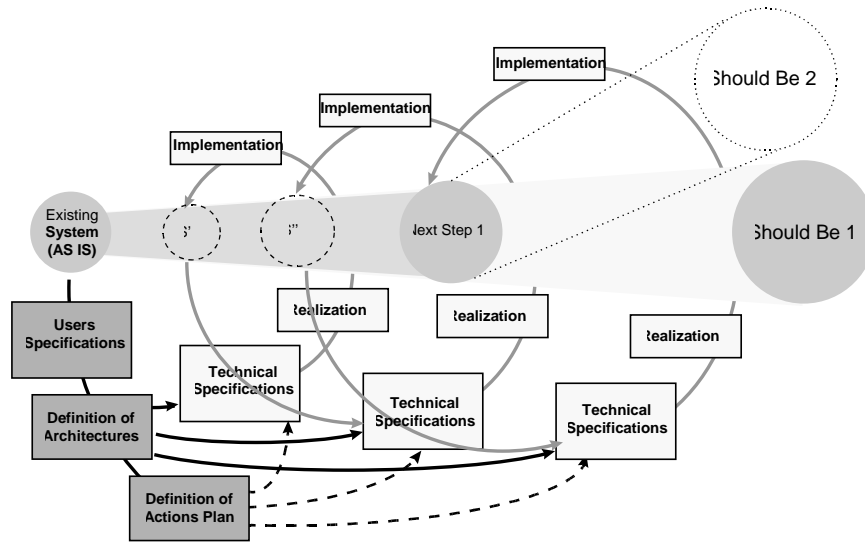 Implementation
Should Be 2
Implementation
Implementation
Existing
System
(AS IS)
S'
S''
Next Step 1
Should Be 1
Realization
Realization
Realization
Users
Specifications
Technical
Specifications
Technical
Specifications
Technical
Specifications
Definition of
Architectures
Definition of
Actions Plan